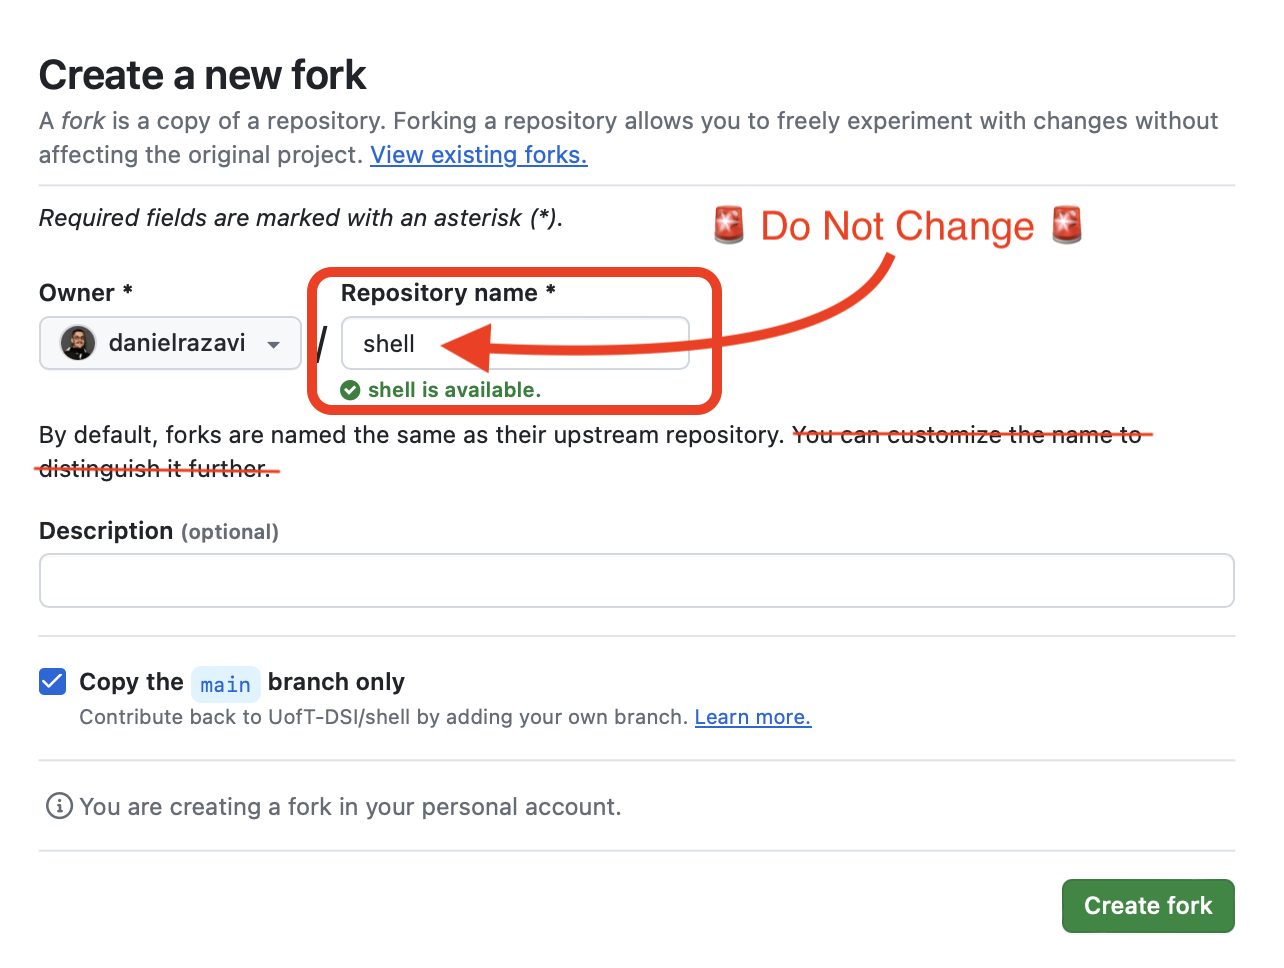 Create a new fork
A fork is a copy of a repository. Forking a repository allows you to freely experiment with changes without
affecting the original project. View existing forks.
Required fields are marked with an asterisk (*).
🚨 Do Not Change 🚨
Owner *
Repository name *
danielrazavi
/
shell
shell is available.
By default, forks are named the same as their upstream repository. You can customize the name to
distinguish it further.
Description (optional)
Copy the main branch only
Contribute back to UofT-DSI/shell by adding your own branch. Learn more.
You are creating a fork in your personal account.
Create fork